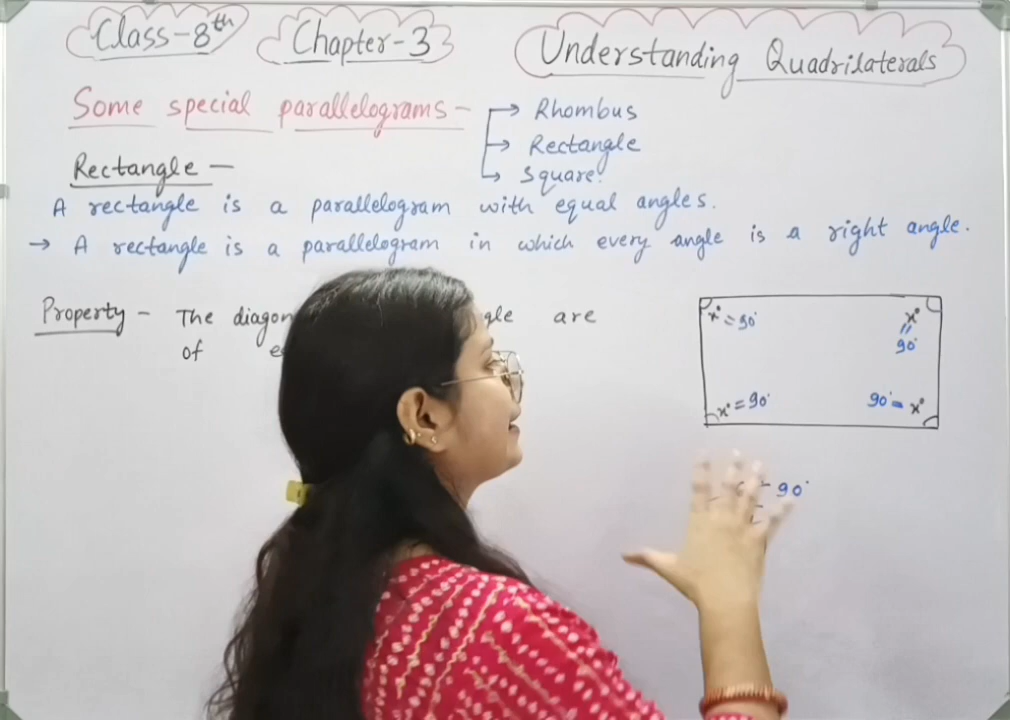 Class-8th Chapter-3 Understanding Quadrilaterals
Some special parallelograms - → Rhombus
→ Rectangle
→ Square.
Rectangle -
A rectangle is a parallelogram with equal angles.
→ A rectangle is a parallelogram in which every angle is a right angle.
Property - The are
of
x° = 90° x°
=
90°
x° = 90° 90° = x°
90°